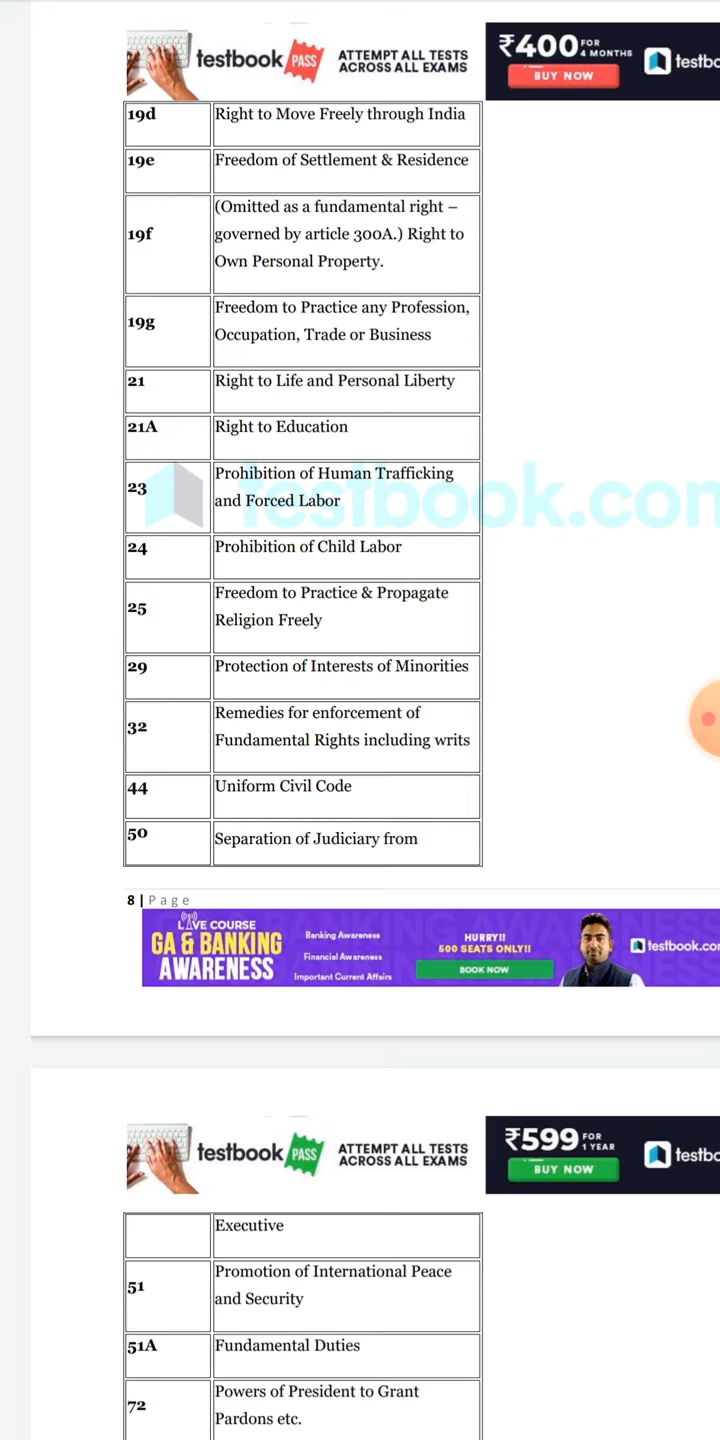 testbook PASS
ATTEMPT ALL TESTS
ACROSS ALL EXAMS
₹400 FOR
4 MONTHS
BUY NOW
testbo
19d Right to Move Freely through India
19e Freedom of Settlement & Residence
(Omitted as a fundamental right –
19f governed by article 300A.) Right to
Own Personal Property.
19g Freedom to Practice any Profession,
Occupation, Trade or Business
21 Right to Life and Personal Liberty
21A Right to Education
23 Prohibition of Human Trafficking
and Forced Labor
testbook.com
24 Prohibition of Child Labor
25 Freedom to Practice & Propagate
Religion Freely
29 Protection of Interests of Minorities
32 Remedies for enforcement of
Fundamental Rights including writs
44 Uniform Civil Code
50 Separation of Judiciary from
8 | Page
LIVE COURSE
GA & BANKING
AWARENESS
Banking Awareness
Financial Awareness
Important Current Affairs
HURRY!!
500 SEATS ONLY!!
BOOK NOW
testbook.com
testbook PASS
ATTEMPT ALL TESTS
ACROSS ALL EXAMS
₹599 FOR
1 YEAR
BUY NOW
testbo
Executive
51 Promotion of International Peace
and Security
51A Fundamental Duties
72 Powers of President to Grant
Pardons etc.